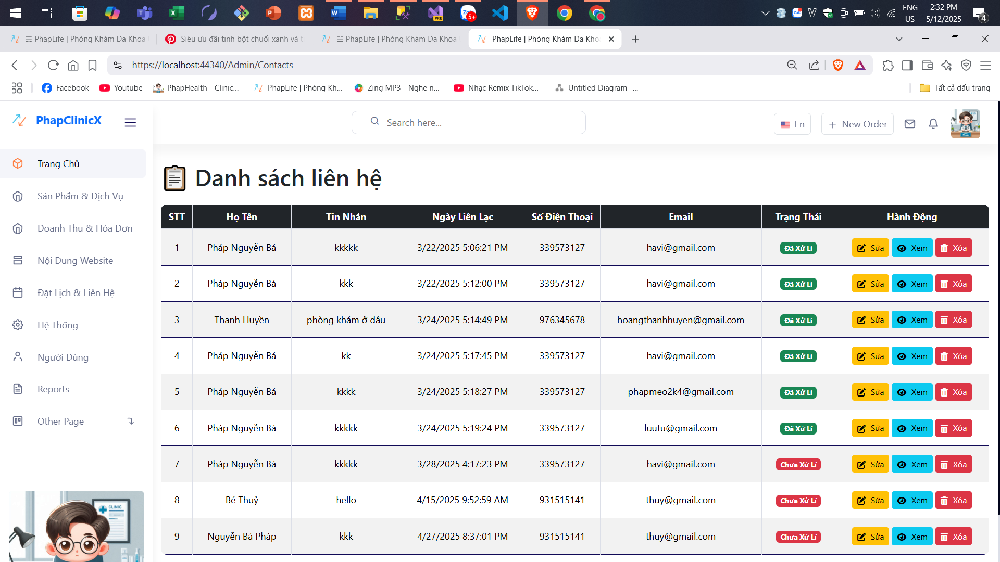 ENG
US
2:32 PM
5/12/2025
4
5+
PRE
☰ PhapLife | Phòng Khám Đa Khoa
Siêu ưu đãi tinh bột chuối xanh và ti
☰ PhapLife | Phòng Khám Đa Khoa
PhapLife | Phòng Khám Đa Kho
https://localhost:44340/Admin/Contacts
Facebook
Youtube
PhapHealth - Clinic...
PhapLife | Phòng Kh...
Zing MP3 - Nghe n...
Nhạc Remix TikTok...
Untitled Diagram -...
Tất cả dấu trang
PhapClinicX
Search here...
En
New Order
Trang Chủ
Sản Phẩm & Dịch Vụ
Doanh Thu & Hóa Đơn
Nội Dung Website
Đặt Lịch & Liên Hệ
Hệ Thống
Người Dùng
Reports
Other Page
CLINIC
Danh sách liên hệ
STT Họ Tên Tin Nhắn Ngày Liên Lạc Số Điện Thoại Email Trạng Thái Hành Động
1 Pháp Nguyễn Bá kkkkk 3/22/2025 5:06:21 PM 339573127 havi@gmail.com Đã Xử Lí Sửa Xem Xóa
2 Pháp Nguyễn Bá kkk 3/22/2025 5:12:00 PM 339573127 havi@gmail.com Đã Xử Lí Sửa Xem Xóa
3 Thanh Huyền phòng khám ở đâu 3/24/2025 5:14:49 PM 976345678 hoangthanhhuyen@gmail.com Đã Xử Lí Sửa Xem Xóa
4 Pháp Nguyễn Bá kk 3/24/2025 5:17:45 PM 339573127 havi@gmail.com Đã Xử Lí Sửa Xem Xóa
5 Pháp Nguyễn Bá kkkk 3/24/2025 5:18:27 PM 339573127 phapmeo2k4@gmail.com Đã Xử Lí Sửa Xem Xóa
6 Pháp Nguyễn Bá kkkkk 3/24/2025 5:19:24 PM 339573127 luutu@gmail.com Đã Xử Lí Sửa Xem Xóa
7 Pháp Nguyễn Bá kkkkk 3/28/2025 4:17:23 PM 339573127 havi@gmail.com Chưa Xử Lí Sửa Xem Xóa
8 Bé Thuỷ hello 4/15/2025 9:52:59 AM 931515141 thuy@gmail.com Chưa Xử Lí Sửa Xem Xóa
9 Nguyễn Bá Pháp kkk 4/27/2025 8:37:01 PM 931515141 thuy@gmail.com Chưa Xử Lí Sửa Xem Xóa